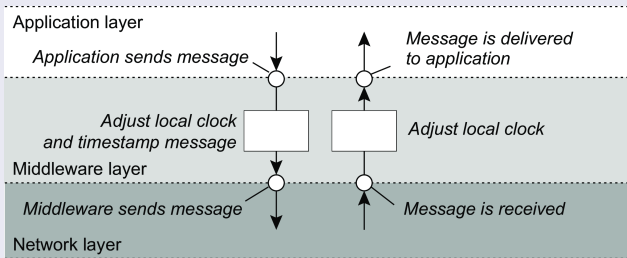 Application layer
Application sends message
Message is delivered
to application
Adjust local clock
and timestamp message
Adjust local clock
Middleware layer
Middleware sends message
Message is received
Network layer